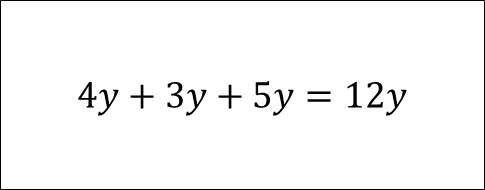 4y + 3y + 5y = 12y